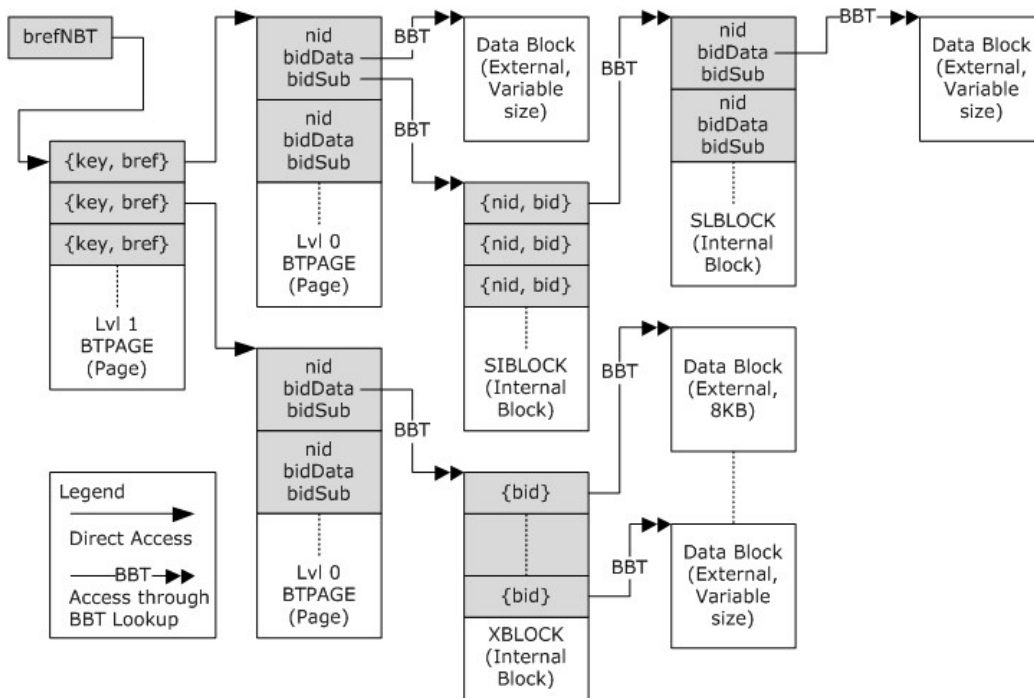 brefNBT
{key, bref}
{key, bref}
{key, bref}
Lvl 1
BTPAGE
(Page)
nid
bidData
bidSub
nid
bidData
bidSub
Lvl 0
BTPAGE
(Page)
BBT
BBT
Data Block
(External,
Variable
size)
{nid, bid}
{nid, bid}
{nid, bid}
SIBLOCK
(Internal
Block)
BBT
nid
bidData
bidSub
nid
bidData
bidSub
SLBLOCK
(Internal
Block)
BBT
Data Block
(External,
Variable
size)
nid
bidData
bidSub
nid
bidData
bidSub
Lvl 0
BTPAGE
(Page)
BBT
{bid}
{bid}
XBLOCK
(Internal
Block)
BBT
BBT
Data Block
(External,
8KB)
Data Block
(External,
Variable
size)
Legend
Direct Access
BBT
Access through
BBT Lookup